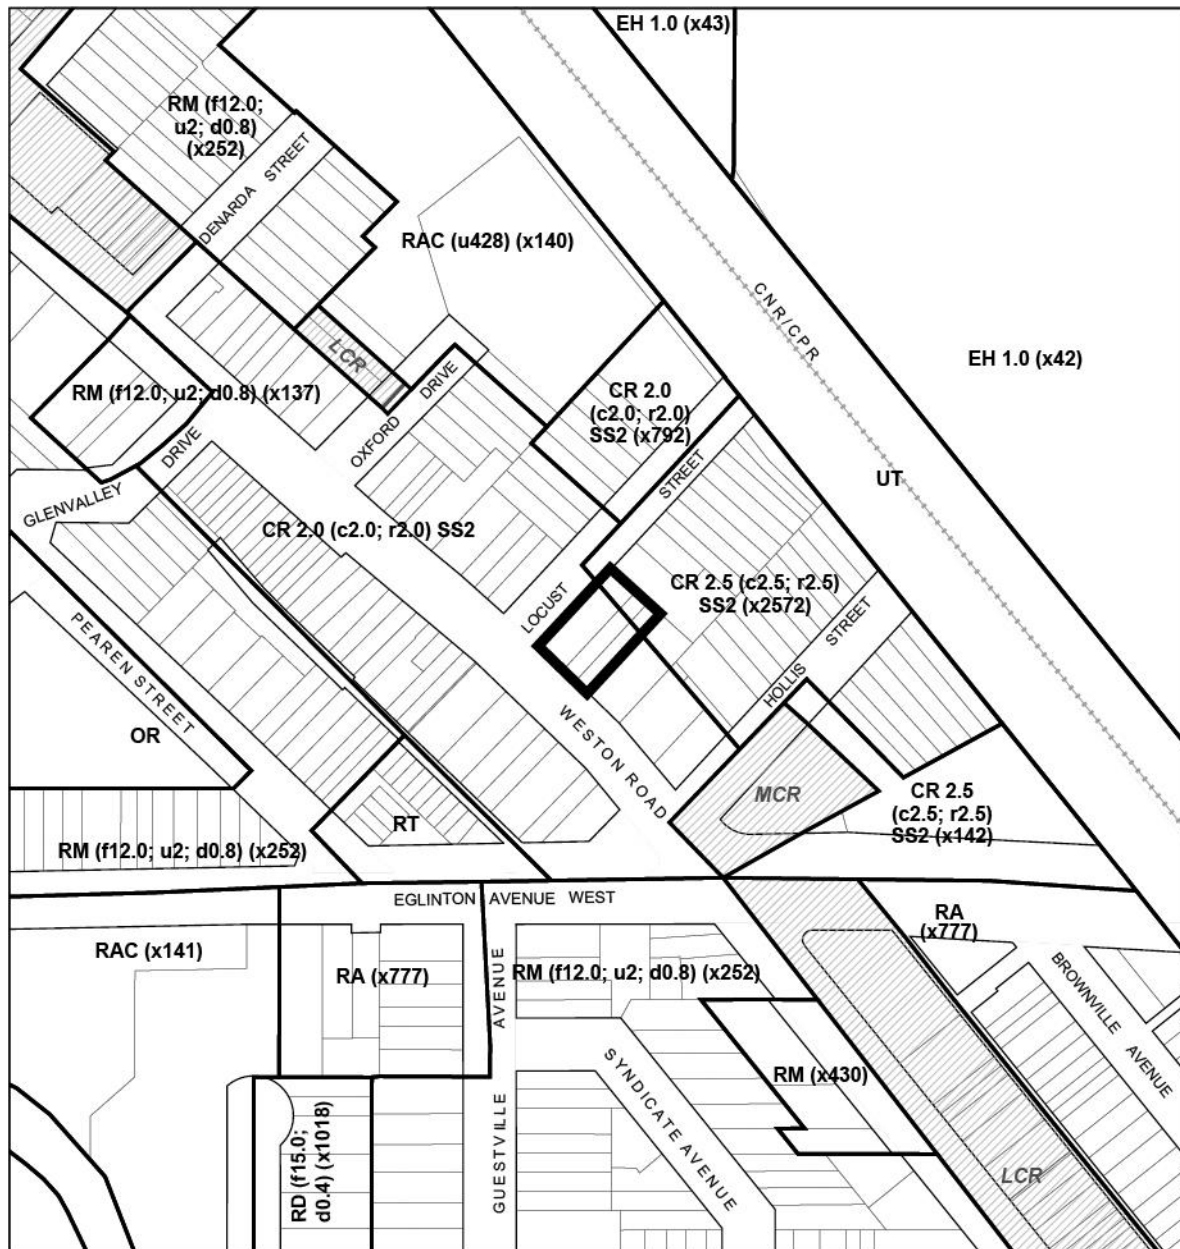 EH 1.0 (x43)
RM (f12.0;
u2; d0.8)
(x252)
DENARDA STREET
RAC (u428) (x140)
CNR/CPR
EH 1.0 (x42)
LCR
RM (f12.0; u2; d0.8) (x137)
OXFORD DRIVE
CR 2.0
(c2.0; r2.0)
SS2 (x792)
GLENVALLEY DRIVE
UT
CR 2.0 (c2.0; r2.0) SS2
LOCUST STREET
CR 2.5 (c2.5; r2.5)
SS2 (x2572)
PEAREN STREET
HOLLIS STREET
OR
WESTON ROAD
MCR
CR 2.5
(c2.5; r2.5)
SS2 (x142)
RT
RM (f12.0; u2; d0.8) (x252)
EGLINTON AVENUE WEST
RA
(x777)
RAC (x141)
RA (x777)
RM (f12.0; u2; d0.8) (x252)
BROWNVILLE AVENUE
GUESTVILLE AVENUE
SYNDICATE AVENUE
RM (x430)
RD (f15.0;
d0.4) (x1018)
LCR